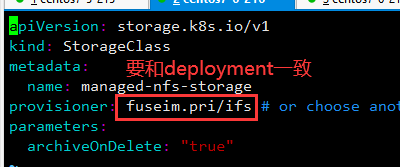 apiVersion: storage.k8s.io/v1
kind: StorageClass
metadata:
要和deployment一致
name: managed-nfs-storage
provisioner: fuseim.pri/ifs # or choose anot
parameters:
archiveOnDelete: "true"